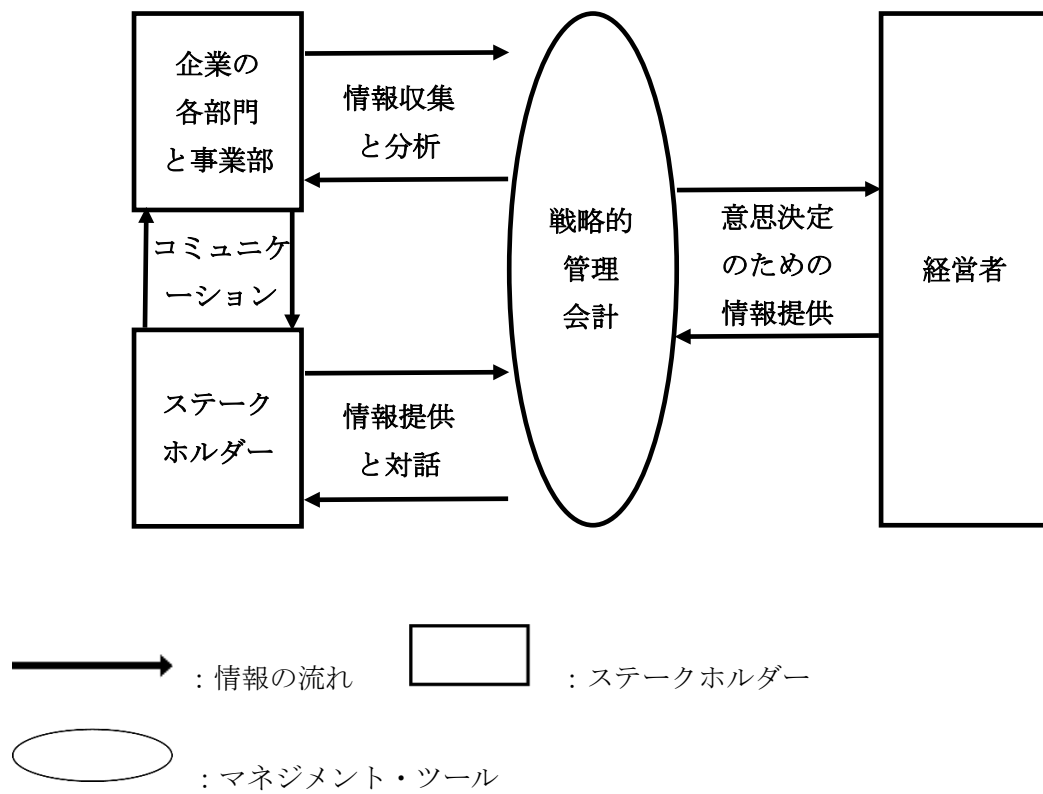 企業の
各部門
と事業部
情報収集
と分析
コミュニケ
ーション
ステーク
ホルダー
情報提供
と対話
戦略的
管理
会計
意思決定
のための
情報提供
経営者
：情報の流れ
：ステークホルダー
：マネジメント・ツール